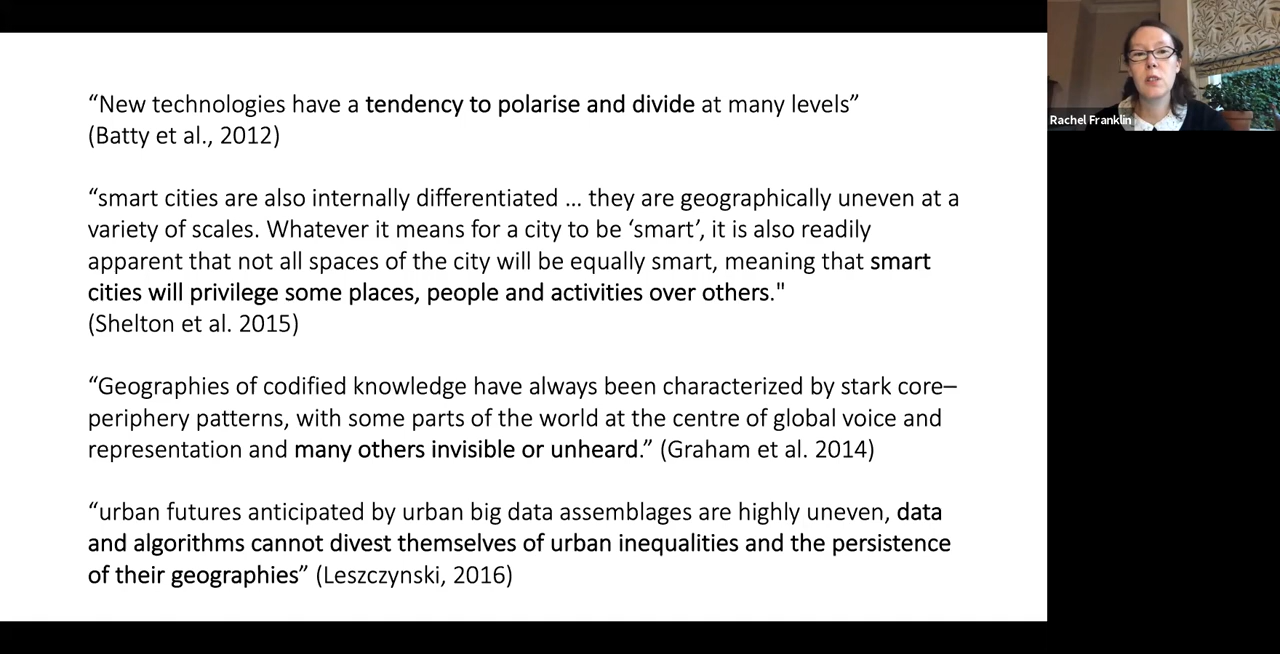 “New technologies have a tendency to polarise and divide at many levels”
(Batty et al., 2012)
“smart cities are also internally differentiated ... they are geographically uneven at a
variety of scales. Whatever it means for a city to be ‘smart’, it is also readily
apparent that not all spaces of the city will be equally smart, meaning that smart
cities will privilege some places, people and activities over others."
(Shelton et al. 2015)
“Geographies of codified knowledge have always been characterized by stark core–
periphery patterns, with some parts of the world at the centre of global voice and
representation and many others invisible or unheard.” (Graham et al. 2014)
“urban futures anticipated by urban big data assemblages are highly uneven, data
and algorithms cannot divest themselves of urban inequalities and the persistence
of their geographies” (Leszczynski, 2016)
Rachel Franklin